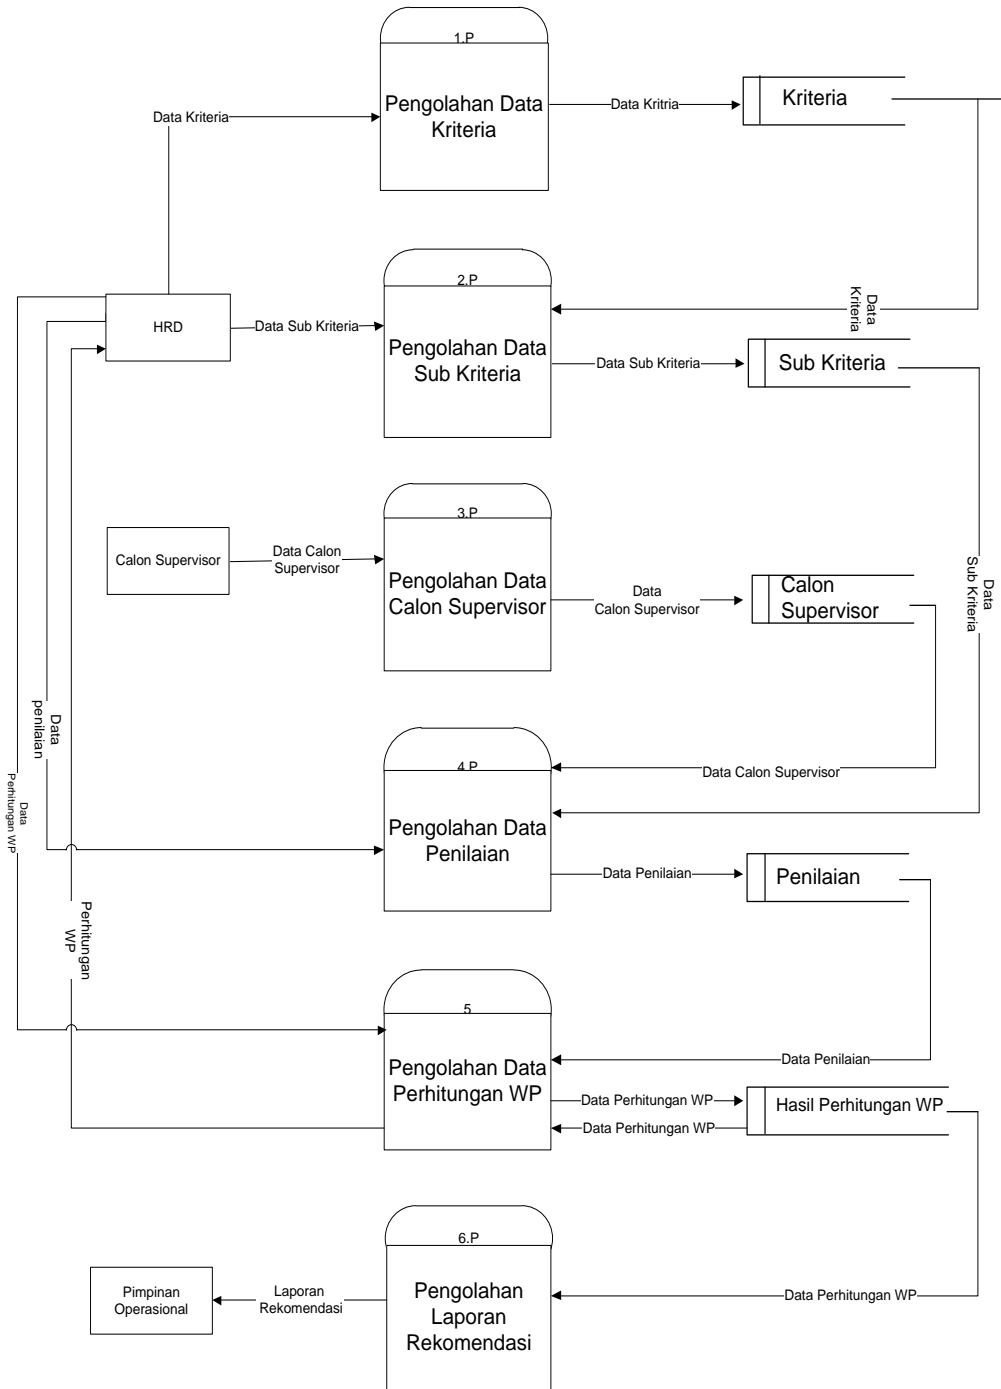 1.P
Pengolahan Data
Kriteria
Data Kriteria
Data Kritria
Kriteria
2.P
Pengolahan Data
Sub Kriteria
HRD
Data Sub Kriteria
Data
Kriteria
Data Sub Kriteria
Sub Kriteria
3.P
Pengolahan Data
Calon Supervisor
Calon Supervisor
Data Calon
Supervisor
Data
Calon Supervisor
Calon
Supervisor
Data
Sub Kriteria
Data
penilaian
4.P
Pengolahan Data
Penilaian
Data Calon Supervisor
Data
Perhitungan WP
Data Penilaian
Penilaian
Perhitungan
WP
5
Pengolahan Data
Perhitungan WP
Data Penilaian
Data Perhitungan WP
Data Perhitungan WP
Hasil Perhitungan WP
6.P
Pengolahan
Laporan
Rekomendasi
Pimpinan
Operasional
Laporan
Rekomendasi
Data Perhitungan WP